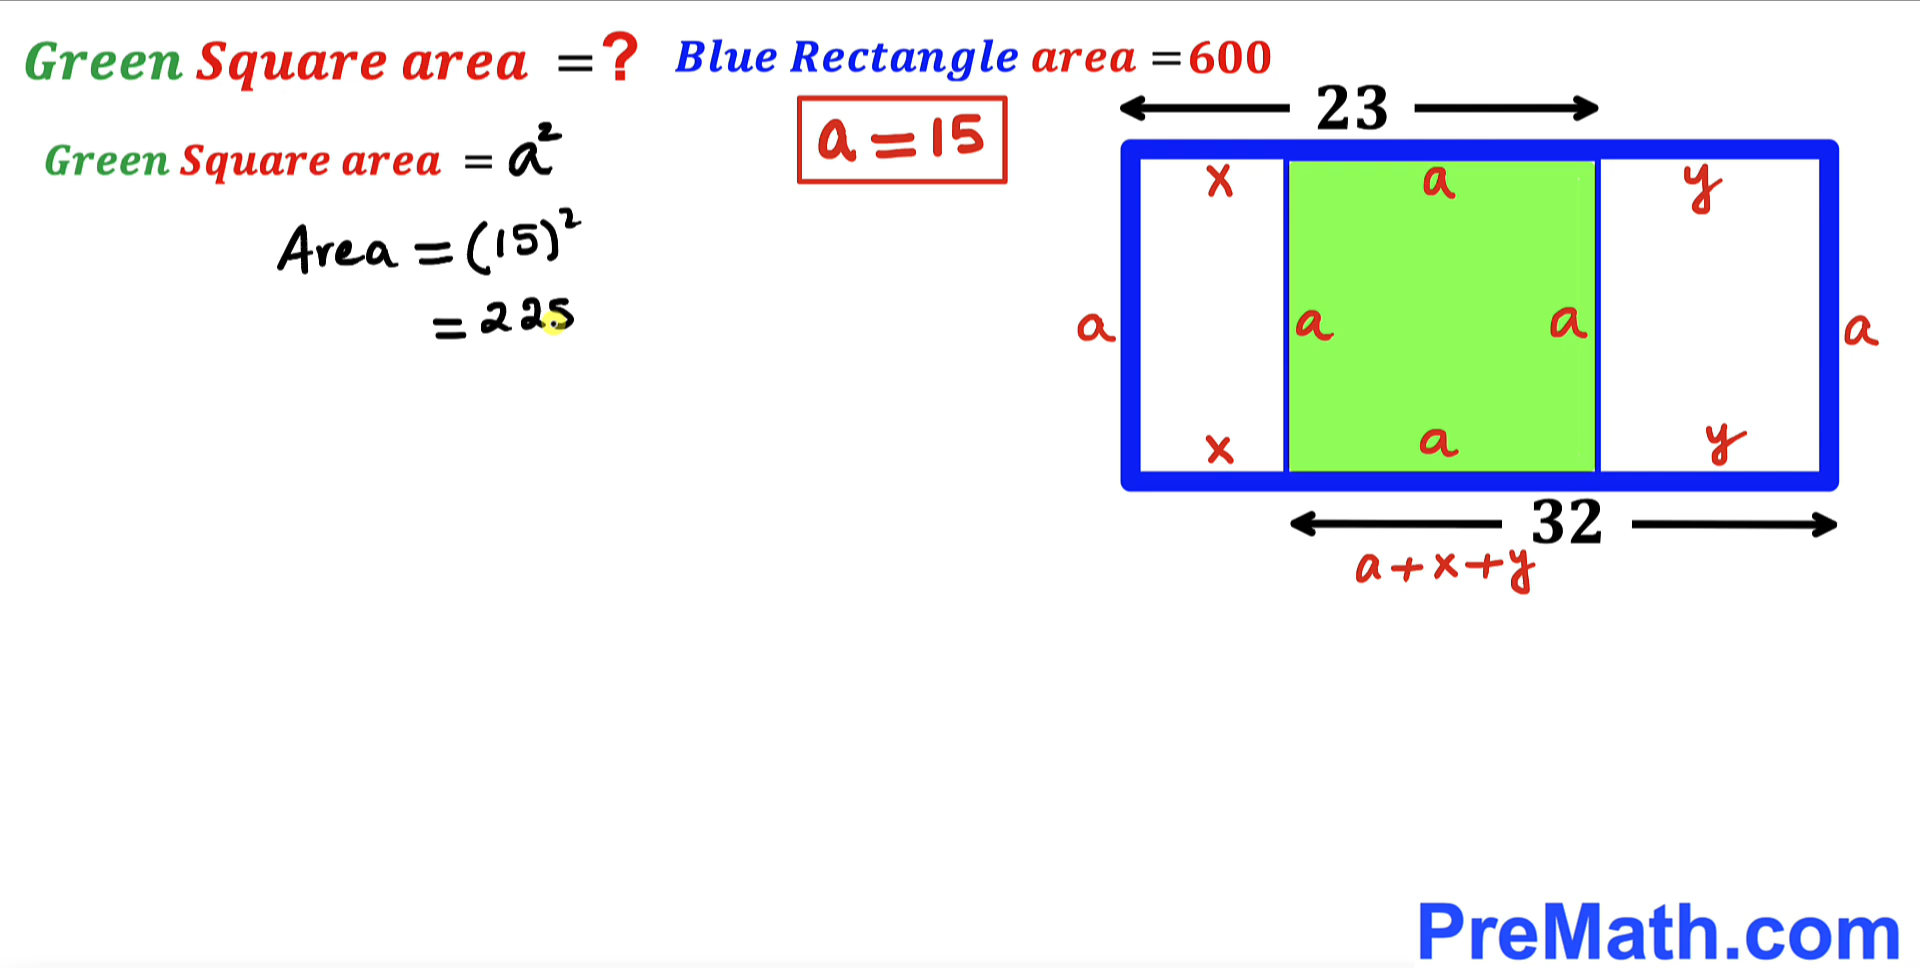 Green Square area =? Blue Rectangle area = 600
Green Square area = a²
a = 15
Area = (15)²
= 225
23
x a y
a a a a
x a y
32
a + x + y
PreMath.com